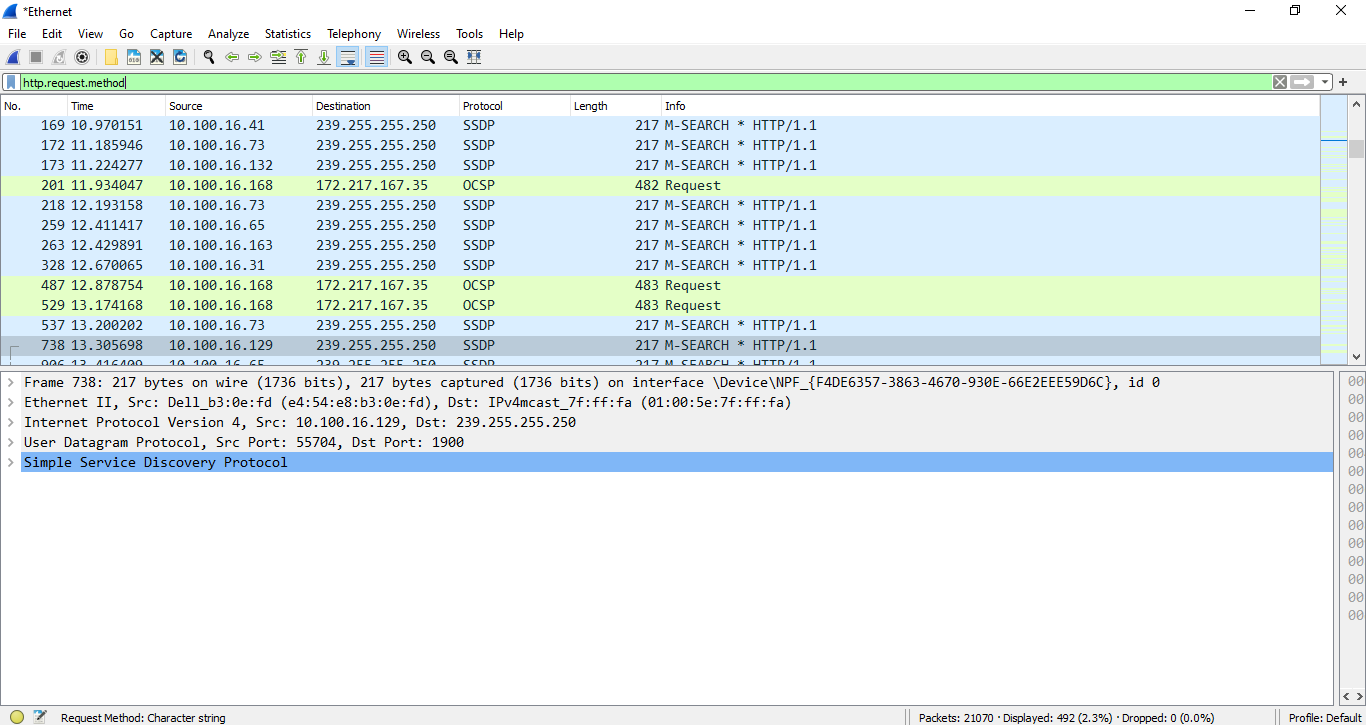 *Ethernet
File Edit View Go Capture Analyze Statistics Telephony Wireless Tools Help
http.request.method
No. Time Source Destination Protocol Length Info
169 10.970151 10.100.16.41 239.255.255.250 SSDP 217 M-SEARCH * HTTP/1.1
172 11.185946 10.100.16.73 239.255.255.250 SSDP 217 M-SEARCH * HTTP/1.1
173 11.224277 10.100.16.132 239.255.255.250 SSDP 217 M-SEARCH * HTTP/1.1
201 11.934047 10.100.16.168 172.217.167.35 OCSP 482 Request
218 12.193158 10.100.16.73 239.255.255.250 SSDP 217 M-SEARCH * HTTP/1.1
259 12.411417 10.100.16.65 239.255.255.250 SSDP 217 M-SEARCH * HTTP/1.1
263 12.429891 10.100.16.163 239.255.255.250 SSDP 217 M-SEARCH * HTTP/1.1
328 12.670065 10.100.16.31 239.255.255.250 SSDP 217 M-SEARCH * HTTP/1.1
487 12.878754 10.100.16.168 172.217.167.35 OCSP 483 Request
529 13.174168 10.100.16.168 172.217.167.35 OCSP 483 Request
537 13.200202 10.100.16.73 239.255.255.250 SSDP 217 M-SEARCH * HTTP/1.1
738 13.305698 10.100.16.129 239.255.255.250 SSDP 217 M-SEARCH * HTTP/1.1
906 13.416409 10.100.16.65 239.255.255.250 SSDP 217 M-SEARCH * HTTP/1.1
Frame 738: 217 bytes on wire (1736 bits), 217 bytes captured (1736 bits) on interface \Device\NPF_{F4DE6357-3863-4670-930E-66E2EEE59D6C}, id 0
Ethernet II, Src: Dell_b3:0e:fd (e4:54:e8:b3:0e:fd), Dst: IPv4mcast_7f:ff:fa (01:00:5e:7f:ff:fa)
Internet Protocol Version 4, Src: 10.100.16.129, Dst: 239.255.255.250
User Datagram Protocol, Src Port: 55704, Dst Port: 1900
Simple Service Discovery Protocol
00
00
00
00
00
00
00
00
00
00
00
00
00
00
Request Method: Character string Packets: 21070 · Displayed: 492 (2.3%) · Dropped: 0 (0.0%) Profile: Default